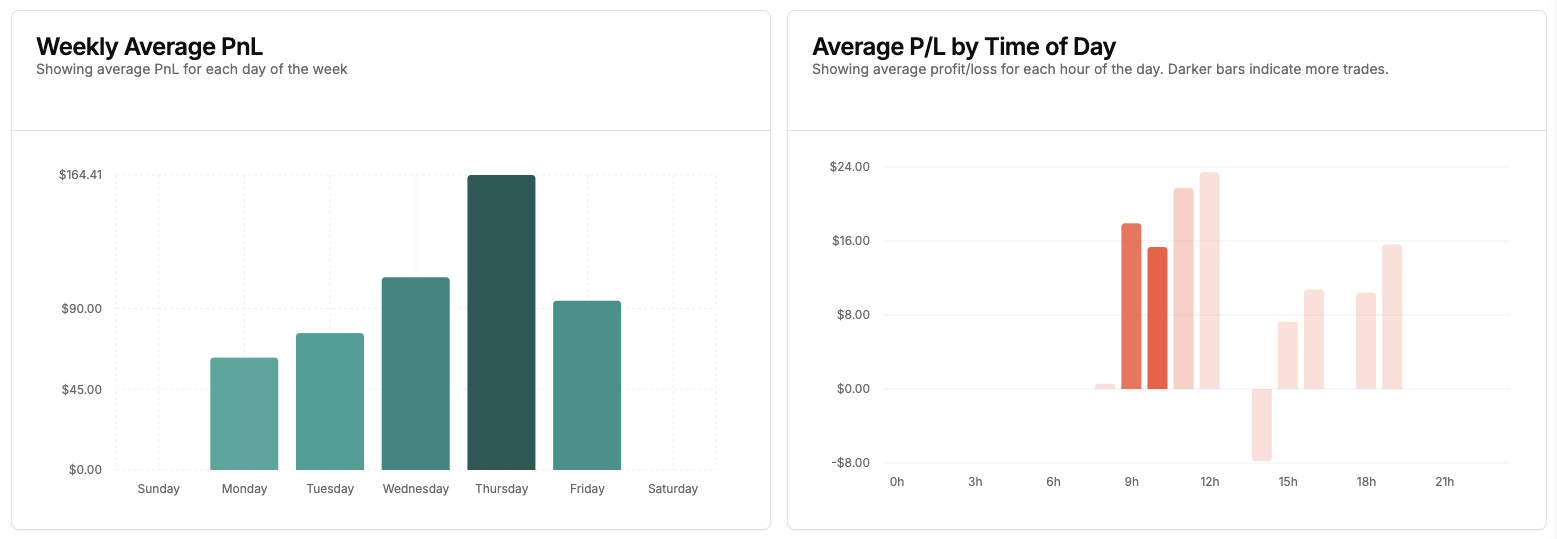 Weekly Average PnL
Showing average PnL for each day of the week
$164.41
$90.00
$45.00
$0.00
Sunday Monday Tuesday Wednesday Thursday Friday Saturday
Average P/L by Time of Day
Showing average profit/loss for each hour of the day. Darker bars indicate more trades.
$24.00
$16.00
$8.00
$0.00
-$8.00
0h 3h 6h 9h 12h 15h 18h 21h